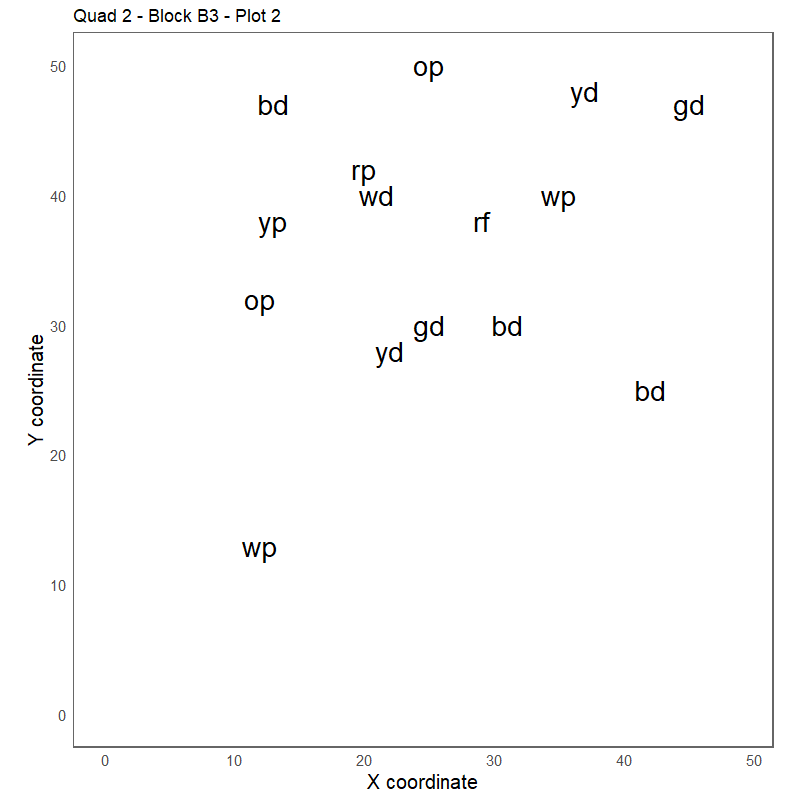 Quad 2 - Block B3 - Plot 2
50
op
yd
bd
gd
rp
40
wd
wp
yp
rf
op
30
gd
bd
yd
bd
Y coordinate
20
wp
10
0
0 10 20 30 40 50
X coordinate